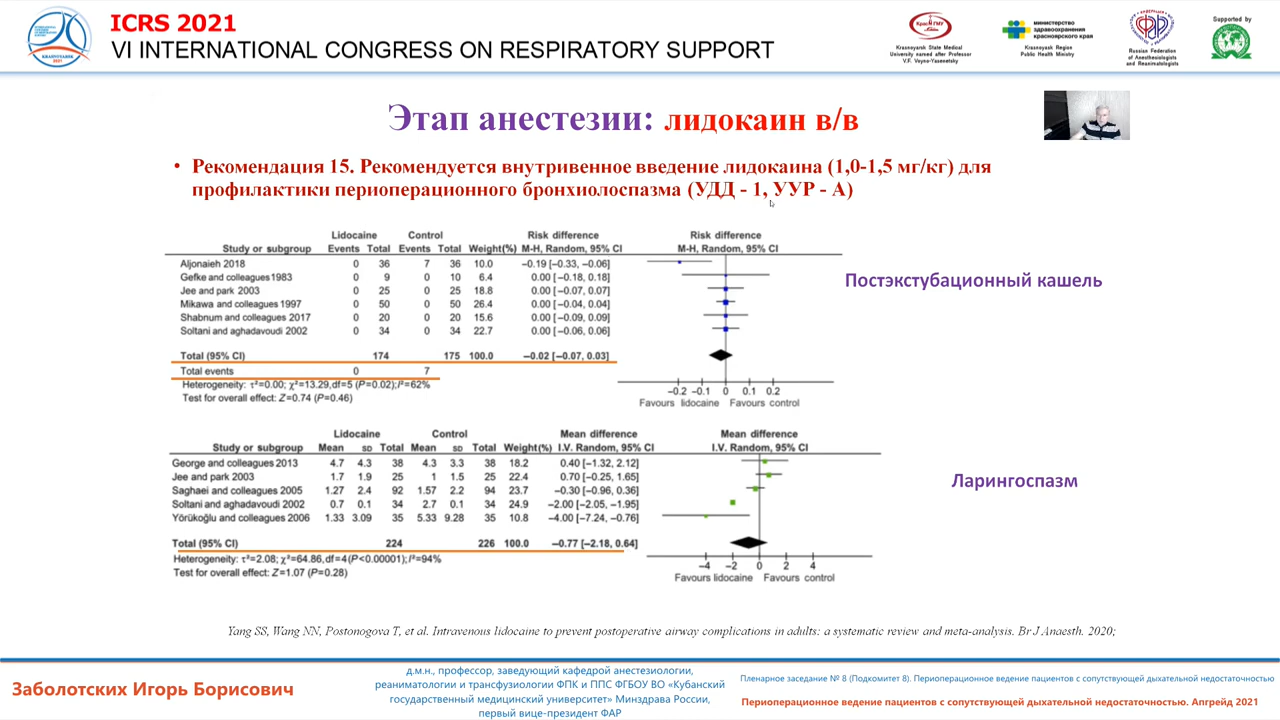 ICRS 2021
VI INTERNATIONAL CONGRESS ON RESPIRATORY SUPPORT
КрасГМУ
Krasnoyarsk State Medical
University named after Professor
V.F. Voyno-Yasenetsky
министерство
здравоохранения
красноярского края
Krasnoyarsk Region
Public Health Ministry
Russian Federation
of Anesthesiologists
and Reanimatologists
Supported by
Этап анестезии: лидокаин в/в
• Рекомендация 15. Рекомендуется внутривенное введение лидокаина (1,0-1,5 мг/кг) для
профилактики периоперационного бронхиолоспазма (УДД - 1, УУР - А)
Lidocaine Control Risk difference Risk difference
Study or subgroup Events Total Events Total Weight(%) M-H, Random, 95% CI M-H, Random, 95% CI
Aljonaieh 2018 0 36 7 36 10.0 −0.19 [−0.33, −0.06]
Gefke and colleagues 1983 0 9 0 10 6.4 0.00 [−0.18, 0.18]
Jee and park 2003 0 25 0 25 18.8 0.00 [−0.07, 0.07]
Mikawa and colleagues 1997 0 50 0 50 26.4 0.00 [−0.04, 0.04]
Shabnum and colleagues 2017 0 20 0 20 15.6 0.00 [−0.09, 0.09]
Soltani and aghadavoudi 2002 0 34 0 34 22.7 0.00 [−0.06, 0.06]
Total (95% CI) 174 175 100.0 −0.02 [−0.07, 0.03]
Total events 0 7
Heterogeneity: τ²=0.00; χ²=13.29, df=5 (P=0.02); I²=62%
Test for overall effect: Z=0.74 (P=0.46)
−0.2 −0.1 0 0.1 0.2
Favours lidocaine Favours control
Постэкстубационный кашель
Lidocaine Control Mean difference Mean difference
Study or subgroup Mean SD Total Mean SD Total Weight(%) I.V. Random, 95% CI I.V. Random, 95% CI
George and colleagues 2013 4.7 4.3 38 4.3 3.3 38 18.2 0.40 [−1.32, 2.12]
Jee and park 2003 1.7 1.9 25 1 1.5 25 22.4 0.70 [−0.25, 1.65]
Saghaei and colleagues 2005 1.27 2.4 92 1.57 2.2 94 23.7 −0.30 [−0.96, 0.36]
Soltani and aghadavoudi 2002 0.7 0.1 34 2.7 0.1 34 24.9 −2.00 [−2.05, −1.95]
Yörükoğlu and colleagues 2006 1.33 3.09 35 5.33 9.28 35 10.8 −4.00 [−7.24, −0.76]
Total (95% CI) 224 226 100.0 −0.77 [−2.18, 0.64]
Heterogeneity: τ²=2.08; χ²=64.86, df=4 (P<0.00001); I²=94%
Test for overall effect: Z=1.07 (P=0.28)
−4 −2 0 2 4
Favours lidocaine Favours control
Ларингоспазм
Yang SS, Wang NN, Postonogova T, et al. Intravenous lidocaine to prevent postoperative airway complications in adults: a systematic review and meta-analysis. Br J Anaesth. 2020;
Заболотских Игорь Борисович
д.м.н., профессор, заведующий кафедрой анестезиологии,
реаниматологии и трансфузиологии ФПК и ППС ФГБОУ ВО «Кубанский
государственный медицинский университет» Минздрава России,
первый вице-президент ФАР
Пленарное заседание № 8 (Подкомитет 8). Периоперационное ведение пациентов с сопутствующей дыхательной недостаточностью
Периоперационное ведение пациентов с сопутствующей дыхательной недостаточностью. Апгрейд 2021